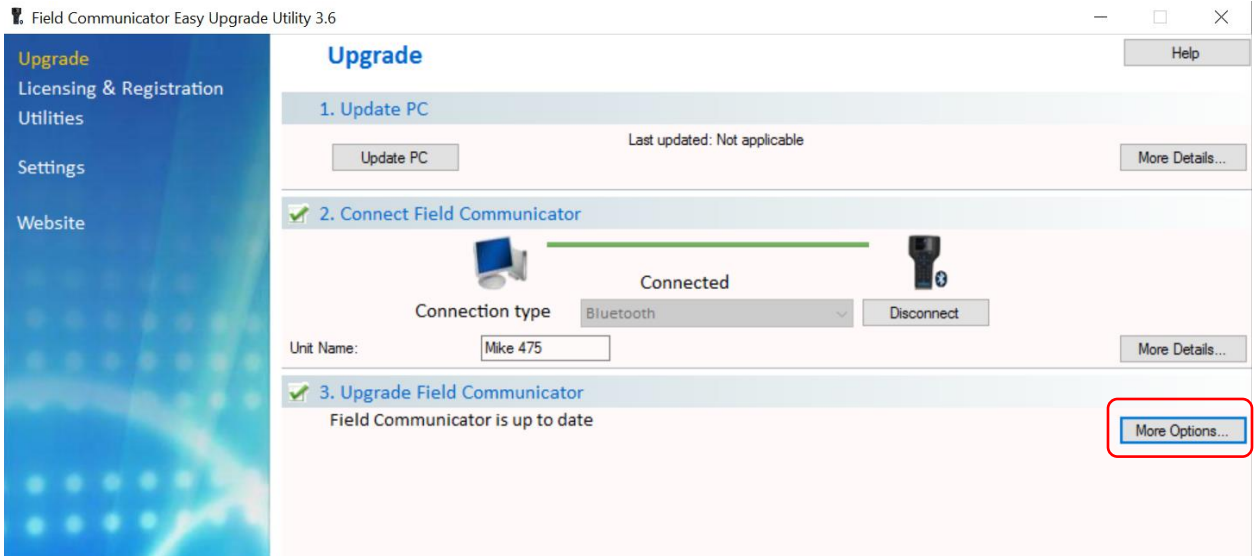 Field Communicator Easy Upgrade Utility 3.6
Upgrade
Licensing & Registration
Utilities
Settings
Website
Upgrade
Help
1. Update PC
Last updated: Not applicable
Update PC
More Details...
2. Connect Field Communicator
Connected
Connection type
Bluetooth
Disconnect
Unit Name:
Mike 475
More Details...
3. Upgrade Field Communicator
Field Communicator is up to date
More Options...